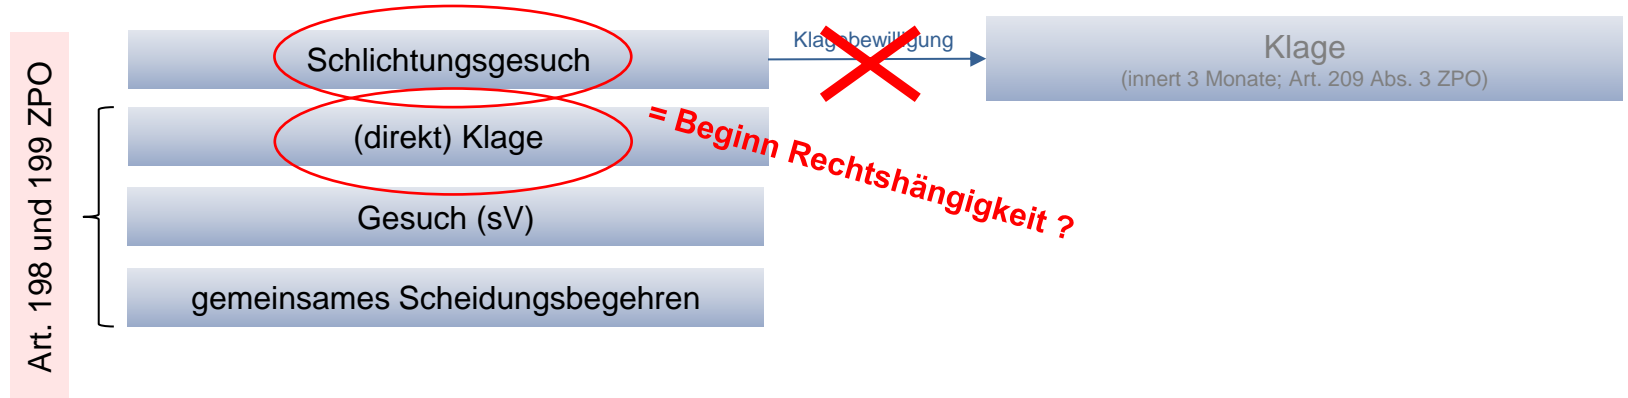 Art. 198 und 199 ZPO
Schlichtungsgesuch
Klagebewilligung
Klage
(innert 3 Monate; Art. 209 Abs. 3 ZPO)
(direkt) Klage
= Beginn Rechtshängigkeit ?
Gesuch (sV)
gemeinsames Scheidungsbegehren